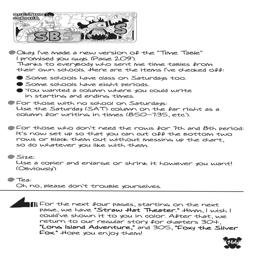 SB
Okay, I've made a new version of the "Time Table"
I promised you guys (Page 209).
Thanks to everybody who sent me time tables from
their own schools. Here are the items I've checked off:
Some schools have class on Saturdays too.
Some schools have eight periods.
You wanted a column where you could write
in starting and ending times.
For those with no school on Saturdays:
Use the Saturday (SAT) column on the far right as a
column for writing in times (8:50-9:35, etc.).
For those who don't need the rows for 7th and 8th period:
It's now set up so that you can cut off the bottom two
rows or black them out without messing up the chart,
so do whatever you like with them.
Size:
Use a copier and enlarge or shrink it however you want!
(Obviously)
Tea:
Oh no, please don't trouble yourselves.
For the next four pages, starting on the next
page, we have "Straw Hat Theater." Hmm, I wish I
could've shown it to you in color. After that, we
return to our regular story for chapters 304,
"Long Island Adventure," and 305, "Foxy the Silver
Fox." Hope you enjoy them!